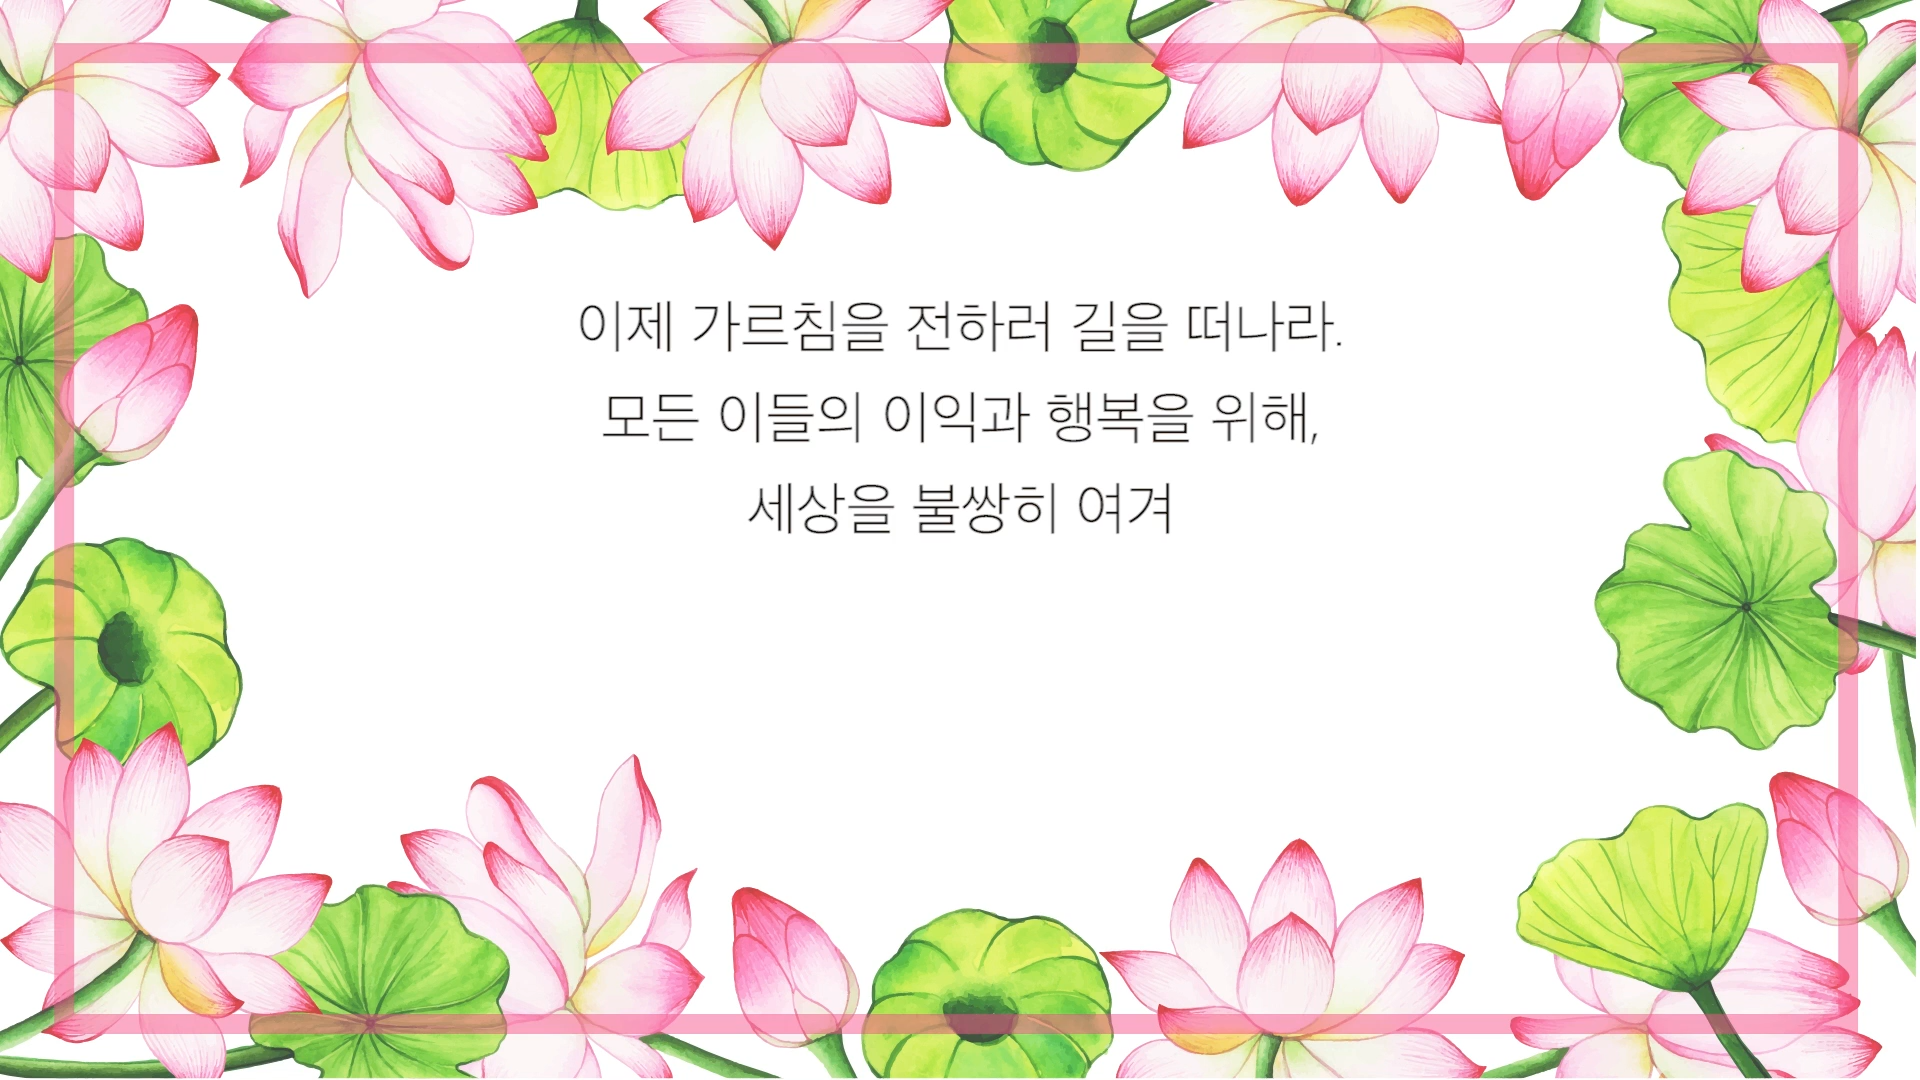 이제 가르침을 전하러 길을 떠나라.
모든 이들의 이익과 행복을 위해,
세상을 불쌍히 여겨